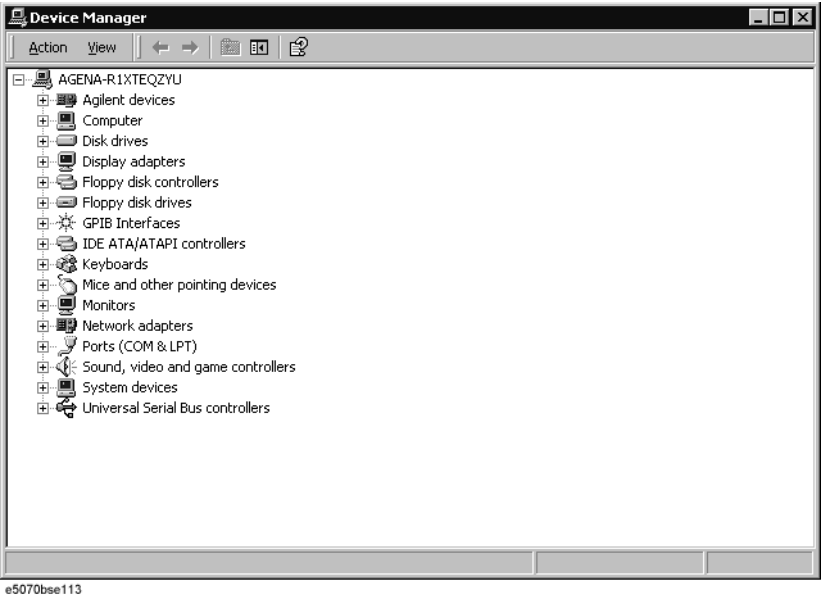 Device Manager
Action View
AGENA-R1XTEQZYU
Agilent devices
Computer
Disk drives
Display adapters
Floppy disk controllers
Floppy disk drives
GPIB Interfaces
IDE ATA/ATAPI controllers
Keyboards
Mice and other pointing devices
Monitors
Network adapters
Ports (COM & LPT)
Sound, video and game controllers
System devices
Universal Serial Bus controllers
e5070bse113